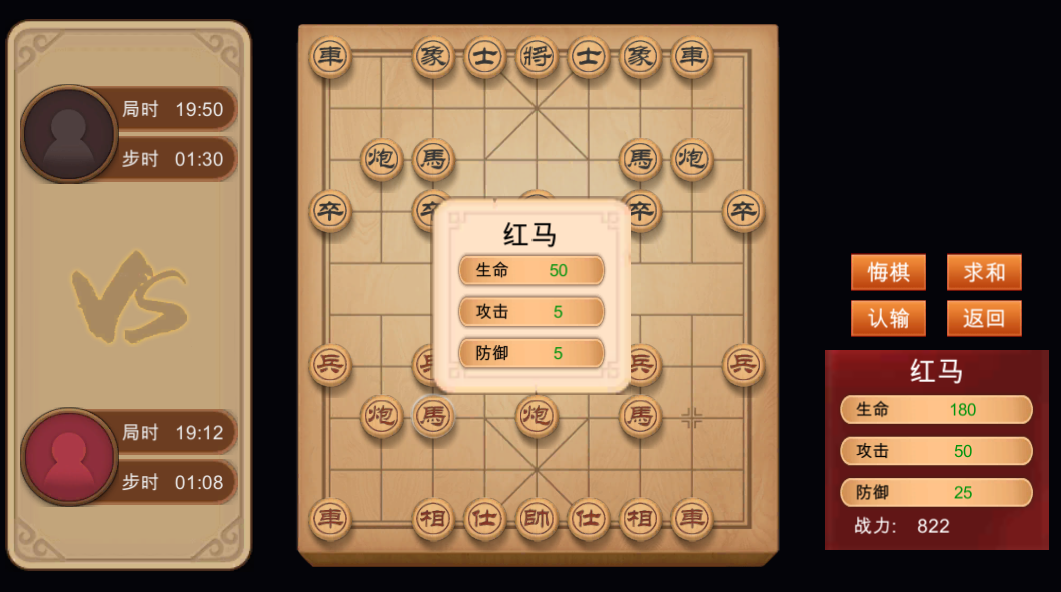 局时 19:50
步时 01:30
VS
局时 19:12
步时 01:08
車 象 士 將 士 象 車
炮 馬 馬 炮
卒 卒 卒 卒
红马
生命 50
攻击 5
防御 5
兵 兵 兵 兵
炮 馬 炮 馬
車 相 仕 帥 仕 相 車
悔棋 求和
认输 返回
红马
生命 180
攻击 50
防御 25
战力: 822